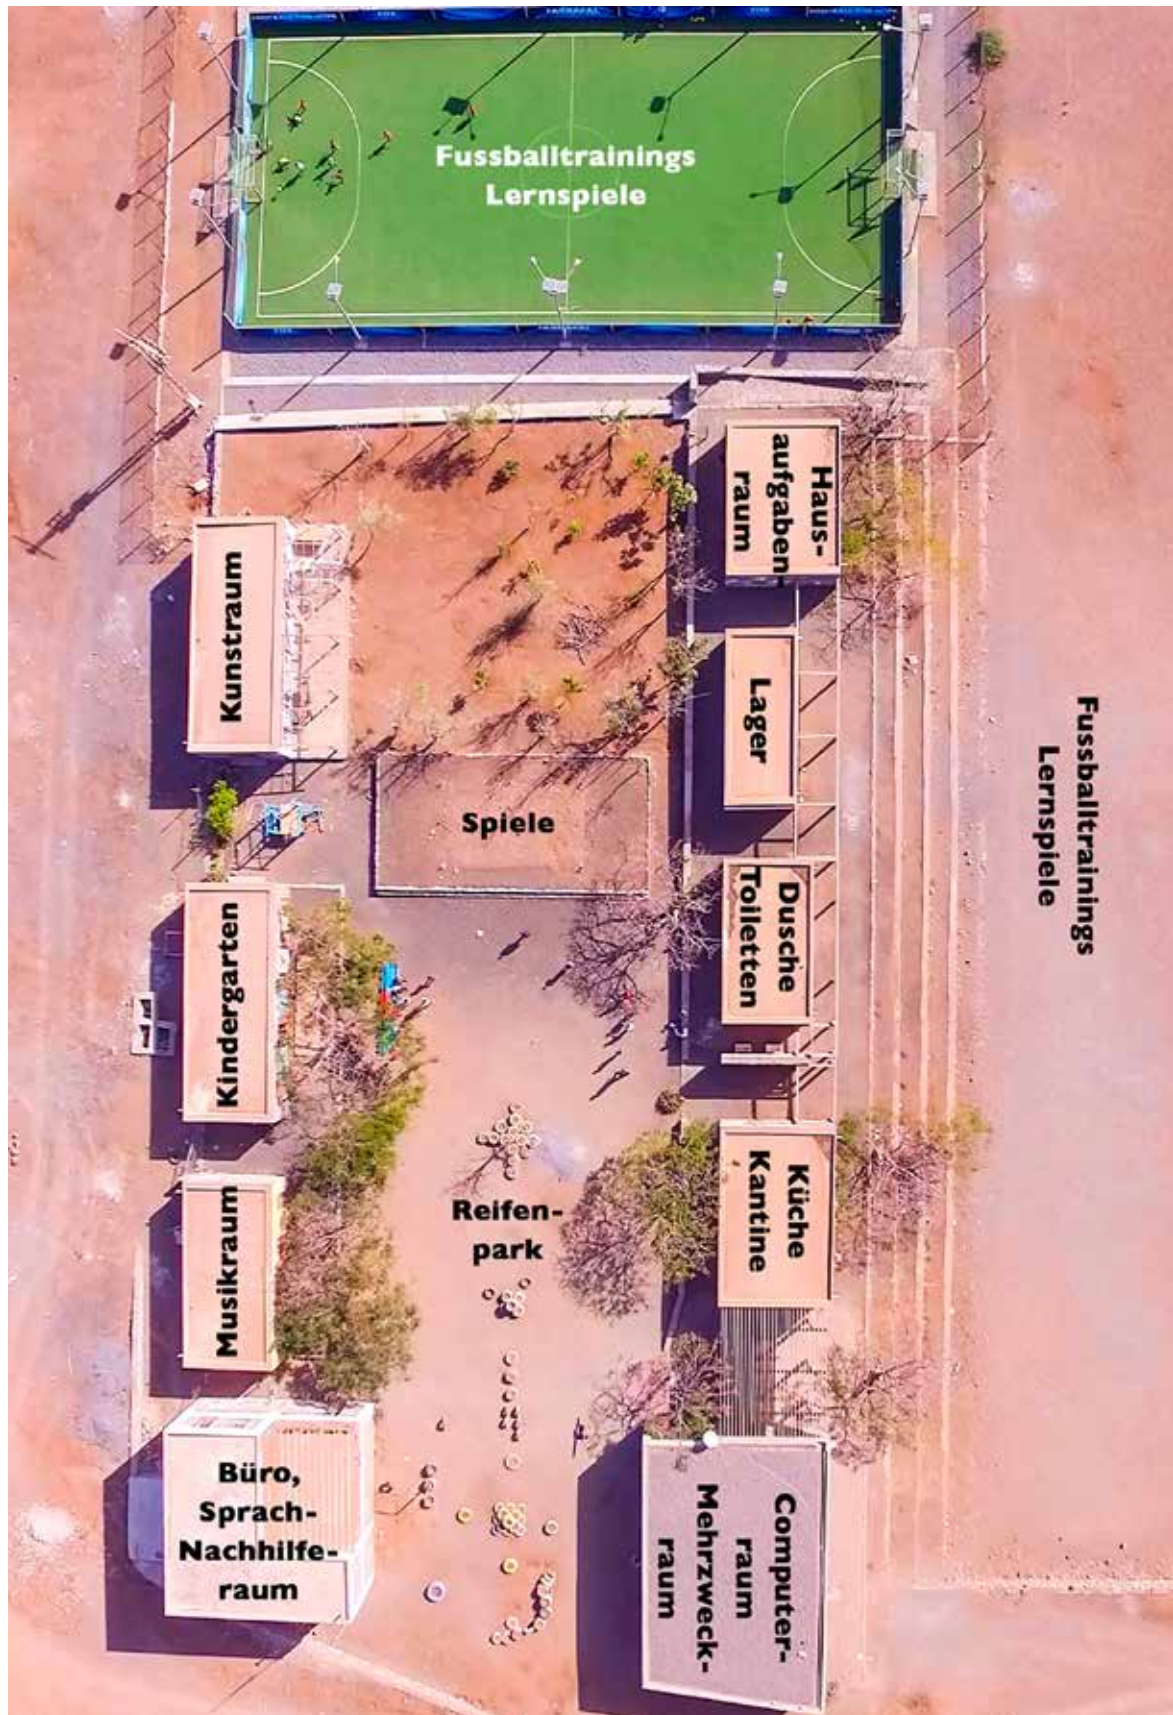 Fussballtrainings
Lernspiele
Haus-
aufgaben-
raum
Kunstraum
Lager
Fussballtrainings
Lernspiele
Spiele
Dusche
Toiletten
Kindergarten
Küche
Kantine
Reifen-
park
Musikraum
Büro,
Sprach-
Nachhilfe-
raum
Computer-
raum
Mehrzweck-
raum